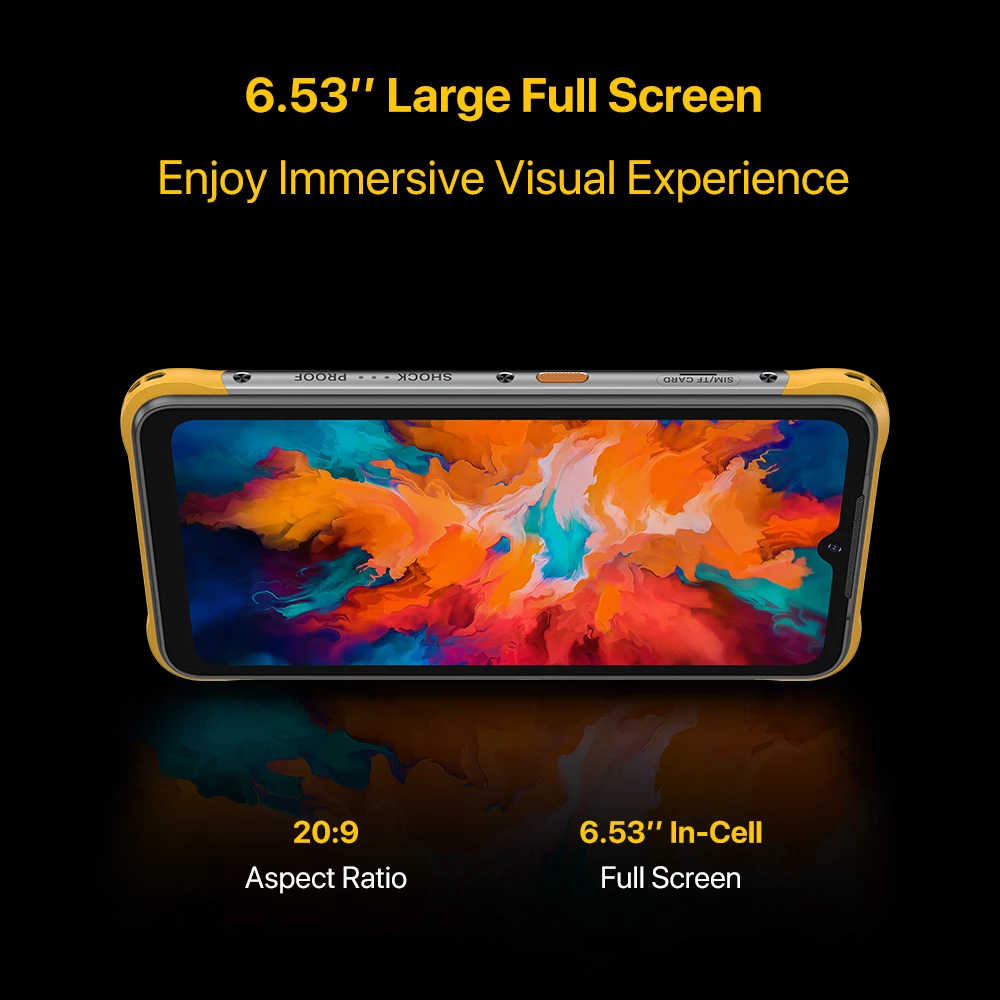 6.53″ Large Full Screen
Enjoy Immersive Visual Experience
SHOCK • • • PROOF
SIM/TF CARD
20:9
6.53″ In-Cell
Aspect Ratio
Full Screen